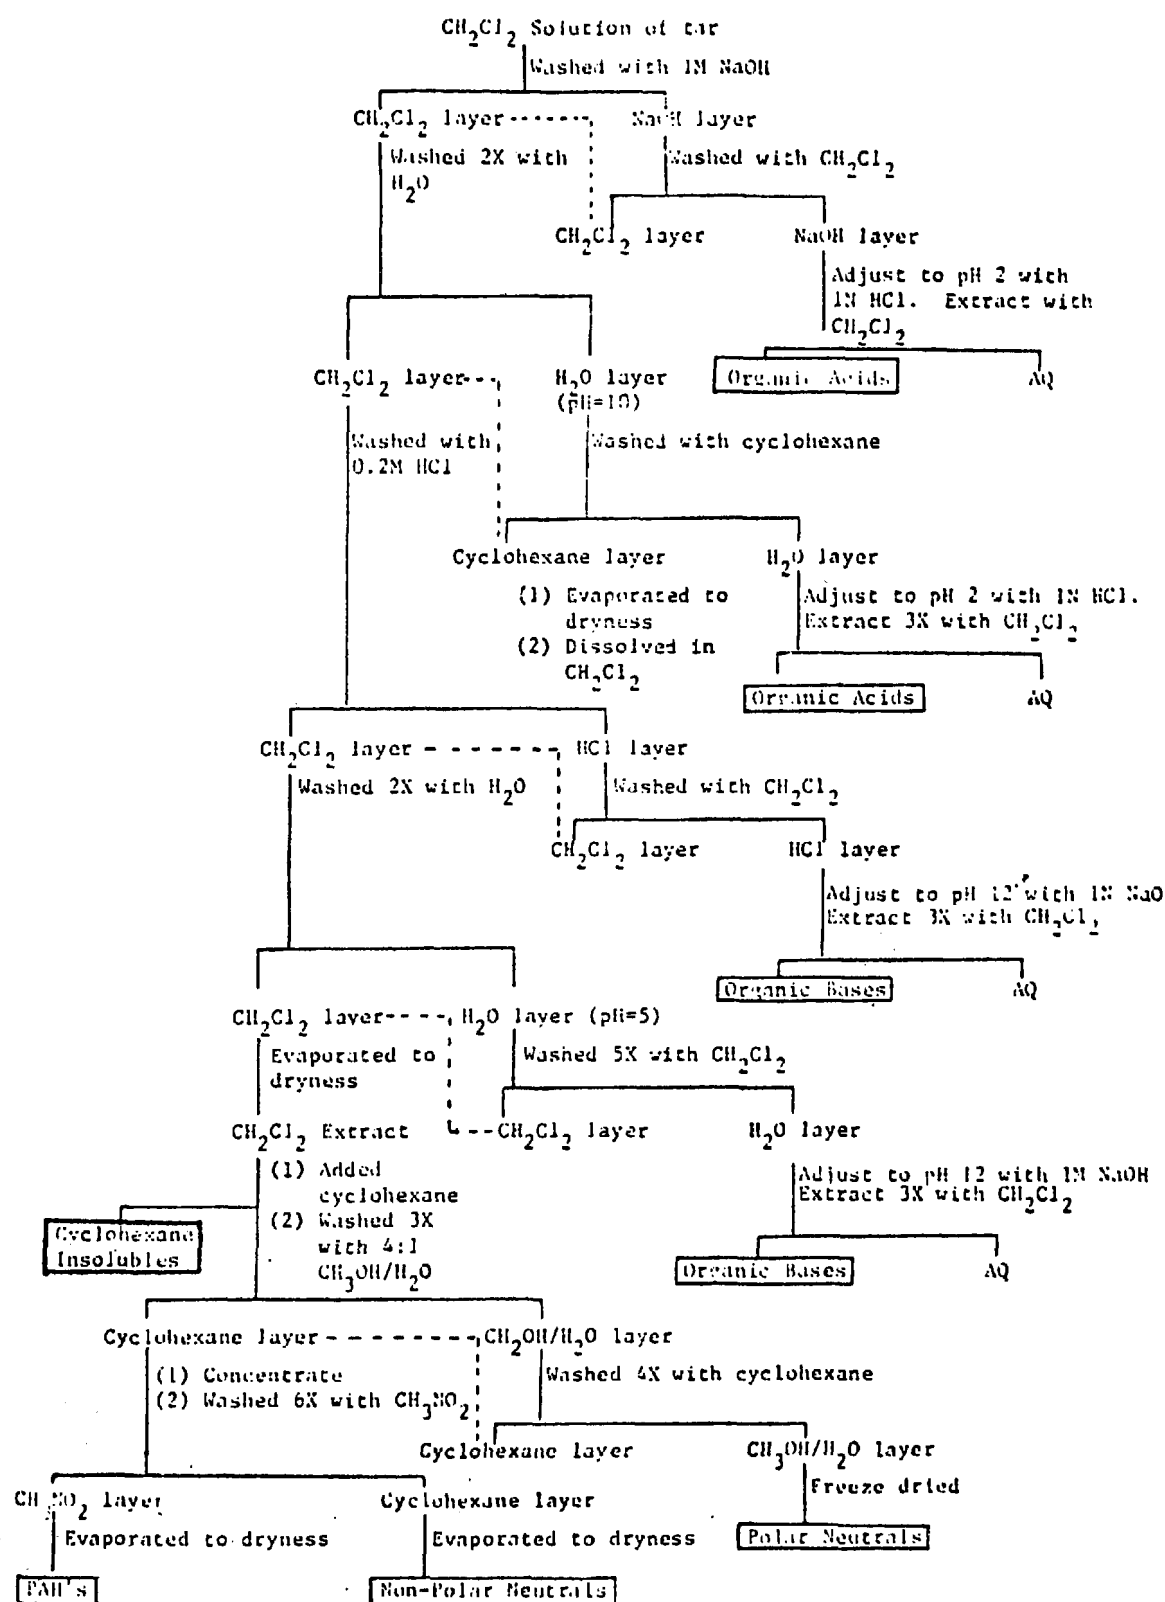 CH2Cl2 Solution of tar
Washed with 1M NaOH
CH2Cl2 layer
NaOH layer
Washed 2X with
H2O
Washed with CH2Cl2
CH2Cl2 layer
NaOH layer
Adjust to pH 2 with
1N HCl. Extract with
CH2Cl2
CH2Cl2 layer
H2O layer
(pH=10)
Organic Acids
AQ
Washed with
0.2M HCl
Washed with cyclohexane
Cyclohexane layer
H2O layer
(1) Evaporated to
dryness
(2) Dissolved in
CH2Cl2
Adjust to pH 2 with 1N HCl.
Extract 3X with CH2Cl2
Organic Acids
AQ
CH2Cl2 layer
HCl layer
Washed 2X with H2O
Washed with CH2Cl2
CH2Cl2 layer
HCl layer
Adjust to pH 12 with 1N NaO
Extract 3X with CH2Cl2
Organic Bases
AQ
CH2Cl2 layer
H2O layer (pH=5)
Evaporated to
dryness
Washed 5X with CH2Cl2
CH2Cl2 Extract
CH2Cl2 layer
H2O layer
(1) Added
cyclohexane
(2) Washed 3X
with 4:1
CH3OH/H2O
Adjust to pH 12 with 1M NaOH
Extract 3X with CH2Cl2
Cyclohexane
Insolubles
Organic Bases
AQ
Cyclohexane layer
CH2OH/H2O layer
(1) Concentrate
(2) Washed 6X with CH3NO2
Washed 4X with cyclohexane
Cyclohexane layer
CH3OH/H2O layer
Freeze dried
CH3NO2 layer
Cyclohexane layer
Evaporated to dryness
Evaporated to dryness
Polar Neutrals
PAH's
Non-Polar Neutrals